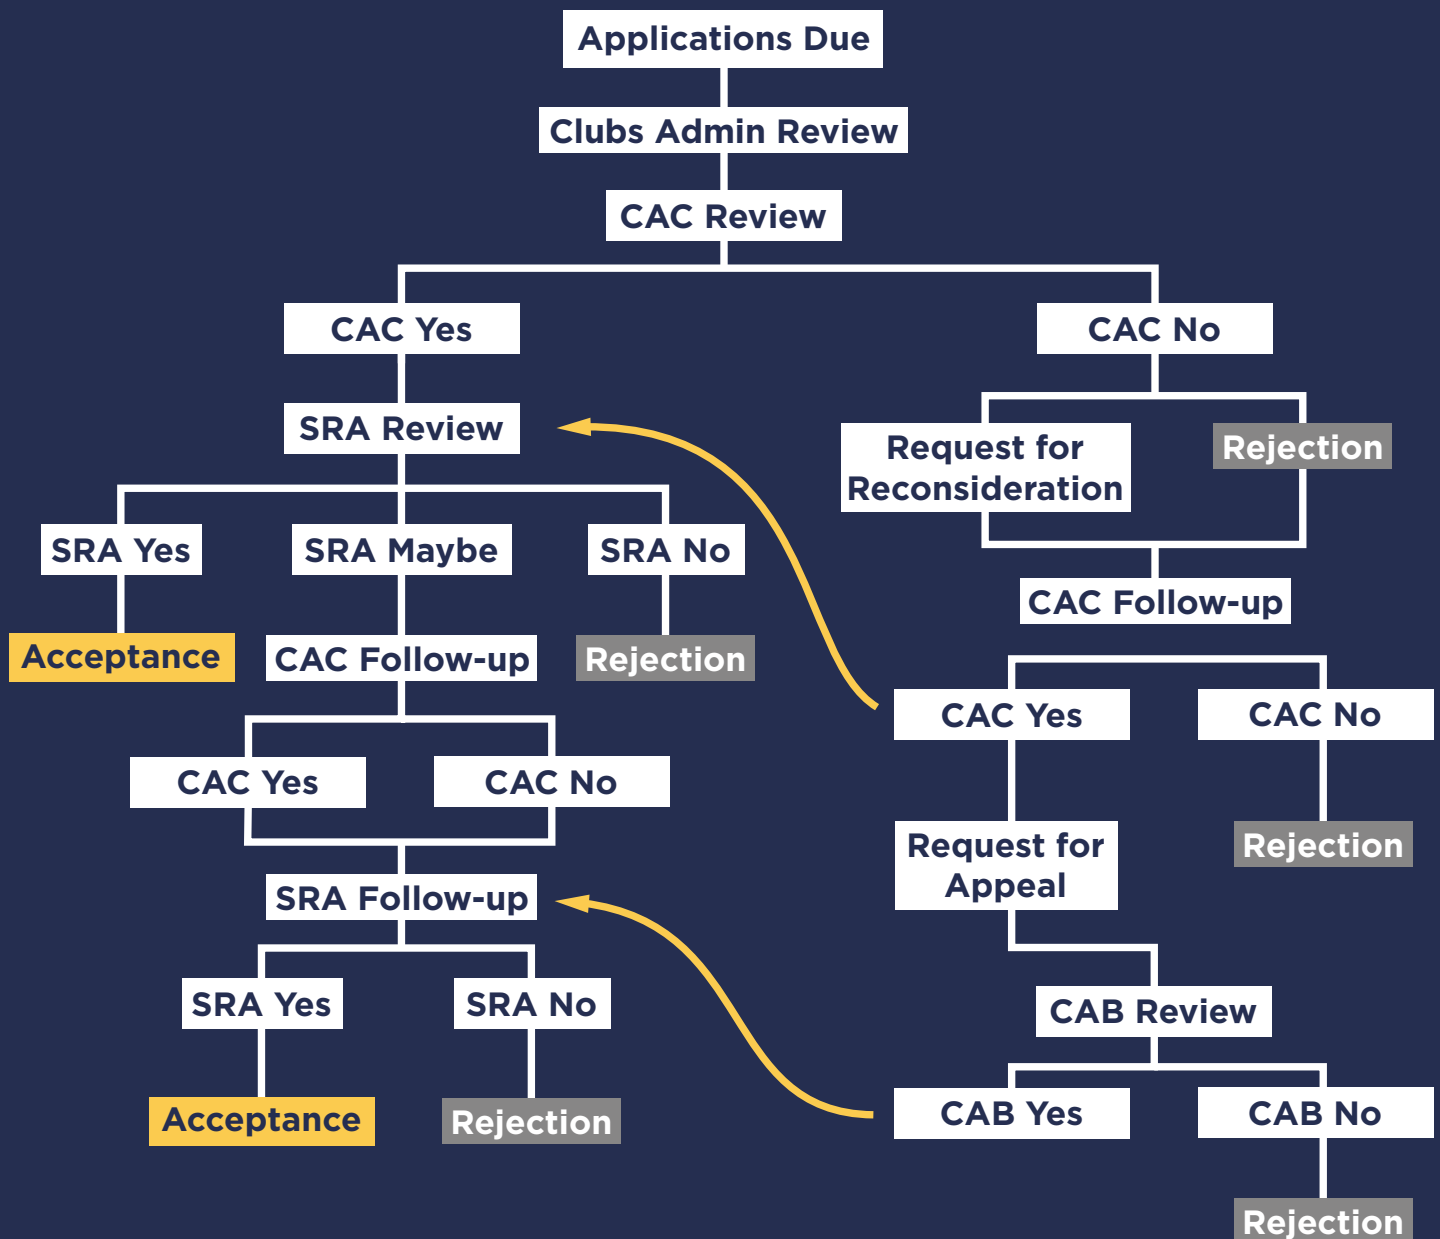 Applications Due
Clubs Admin Review
CAC Review
CAC Yes
CAC No
SRA Review
Request for
Reconsideration
Rejection
SRA Yes
SRA Maybe
SRA No
CAC Follow-up
Acceptance
CAC Follow-up
Rejection
CAC Yes
CAC No
CAC Yes
CAC No
Request for
Appeal
Rejection
SRA Follow-up
SRA Yes
SRA No
CAB Review
Acceptance
Rejection
CAB Yes
CAB No
Rejection